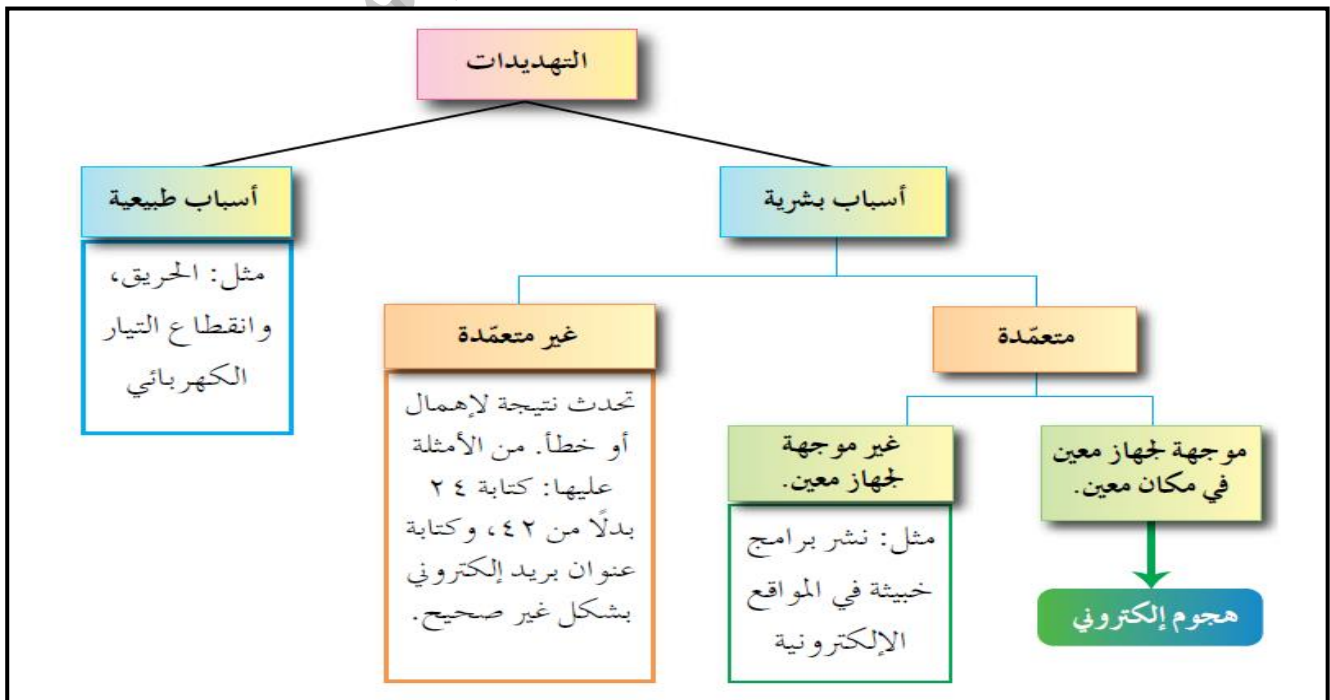 التهديدات
أسباب بشرية
أسباب طبيعية
مثل: الحريق،
وانقطاع التيار
الكهربائي
متعمّدة
غير متعمّدة
تحدث نتيجة لإهمال
أو خطأ. من الأمثلة
عليها: كتابة ٢٤
بدلًا من ٤٢، وكتابة
عنوان بريد إلكتروني
بشكل غير صحيح.
موجهة لجهاز معين
في مكان معين.
هجوم إلكتروني
غير موجهة
لجهاز معين.
مثل: نشر برامج
خبيثة في المواقع
الإلكترونية